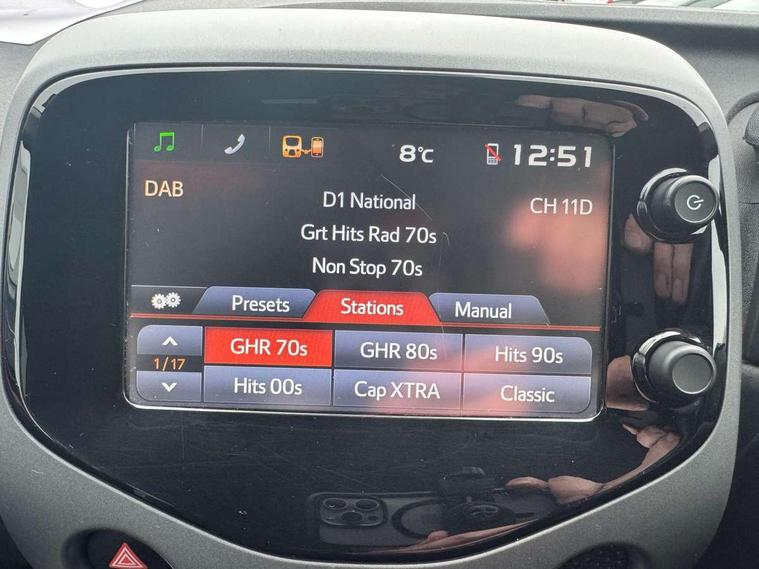 8°C 12:51
DAB
D1 National
CH 11D
Grt Hits Rad 70s
Non Stop 70s
Presets Stations Manual
GHR 70s GHR 80s Hits 90s
1/17
Hits 00s Cap XTRA Classic